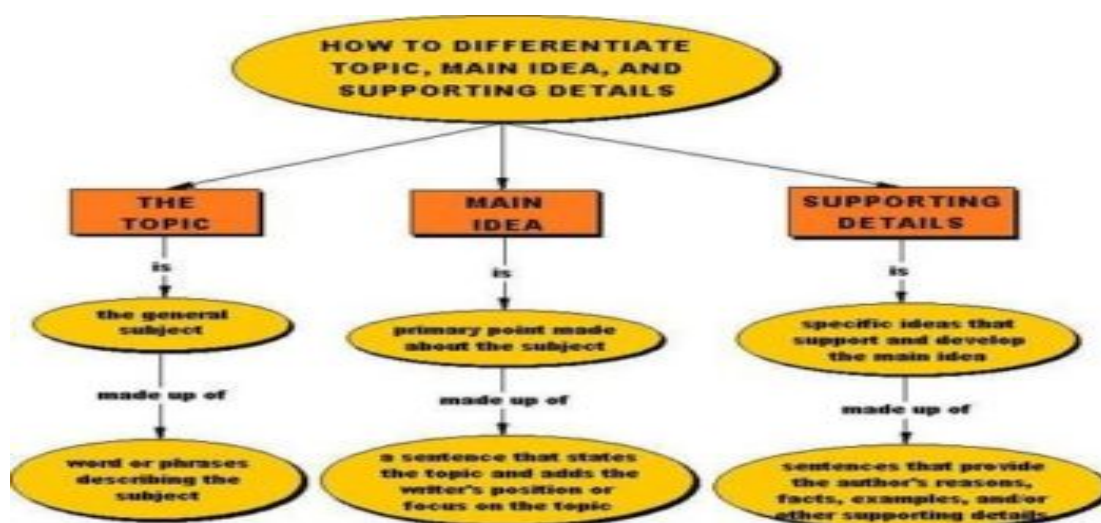 HOW TO DIFFERENTIATE
TOPIC, MAIN IDEA, AND
SUPPORTING DETAILS
THE
TOPIC
is
the general
subject
made up of
word or phrases
describing the
subject
MAIN
IDEA
is
primary point made
about the subject
made up of
a sentence that states
the topic and adds the
writer's position or
focus on the topic
SUPPORTING
DETAILS
is
specific ideas that
support and develop
the main idea
made up of
sentences that provide
the author's reasons,
facts, examples, and/or
other supporting details